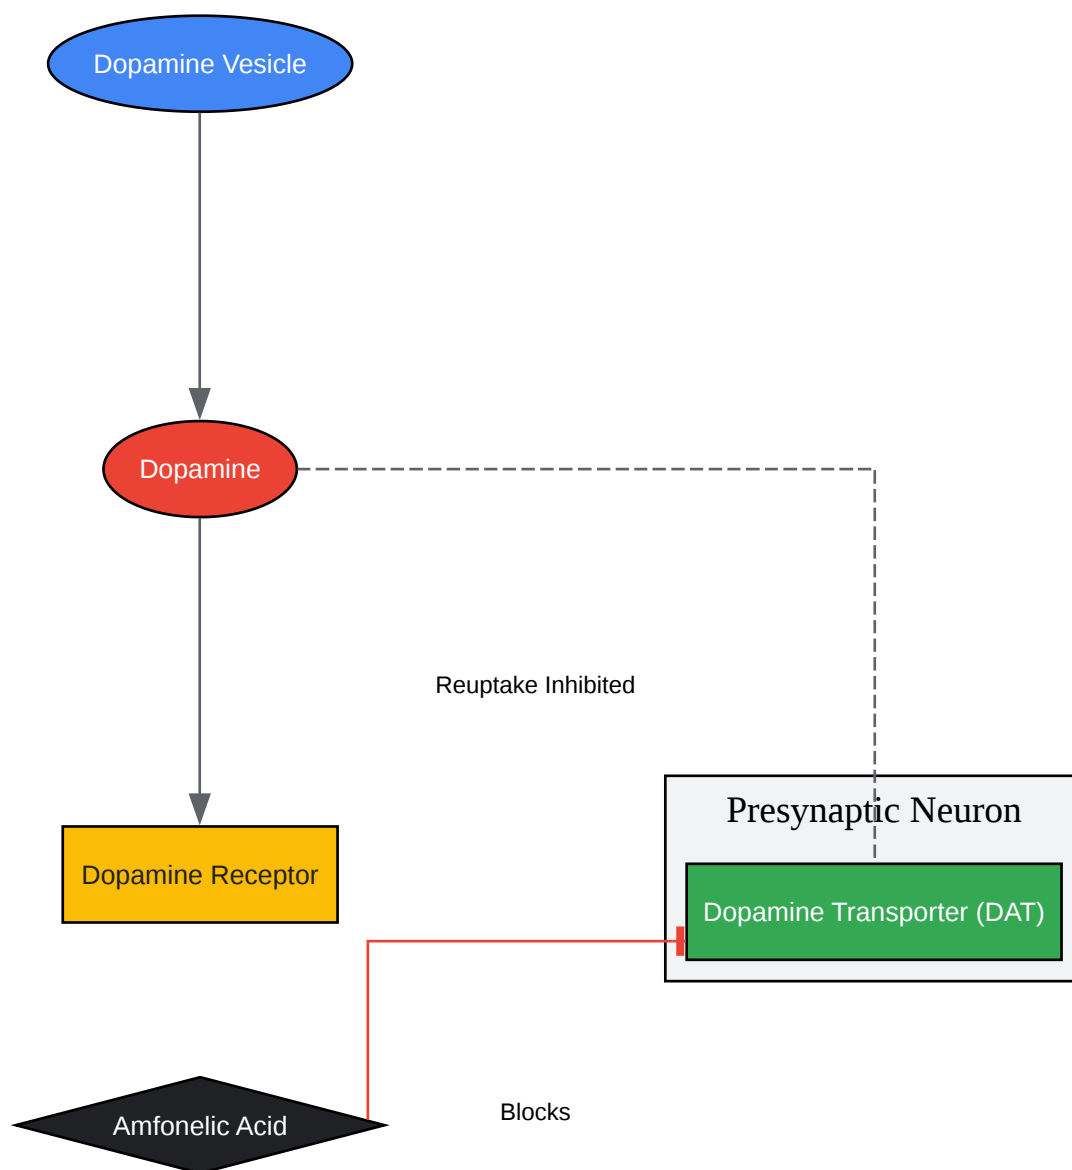 Dopamine Vesicle
Dopamine
Reuptake Inhibited
Presynaptic Neuron
Dopamine Receptor
Dopamine Transporter (DAT)
Blocks
Amfonelic Acid